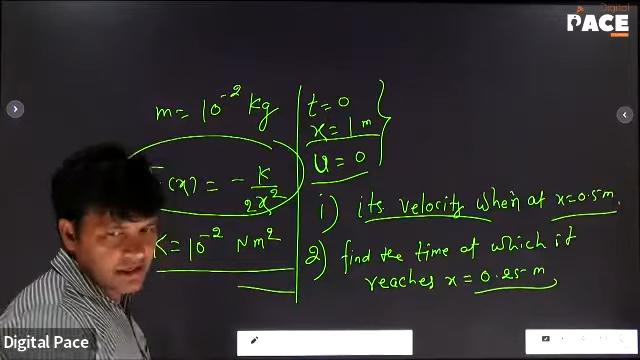 Digital
PACE
m = 10⁻² kg
(x) = - K / 2x²
K = 10⁻² Nm²
t = 0
x = 1 m
u = 0
i) its velocity when at x = 0.5 m.
2) find the time at which it
reaches x = 0.25 m
Digital Pace